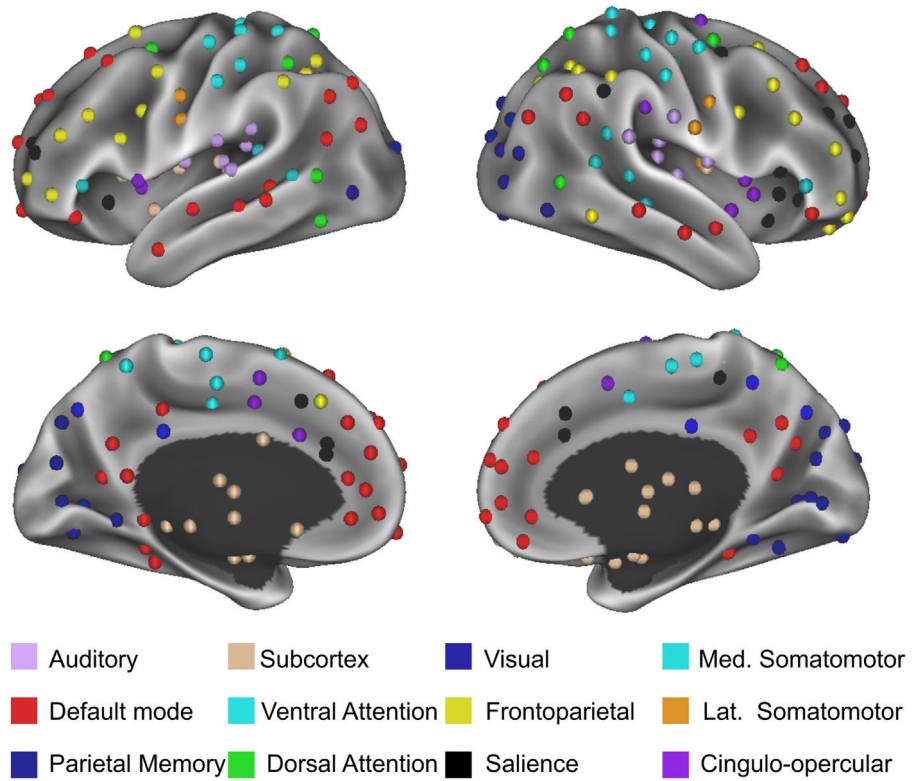 Auditory Subcortex Visual Med. Somatomotor
Default mode Ventral Attention Frontoparietal Lat. Somatomotor
Parietal Memory Dorsal Attention Salience Cingulo-opercular